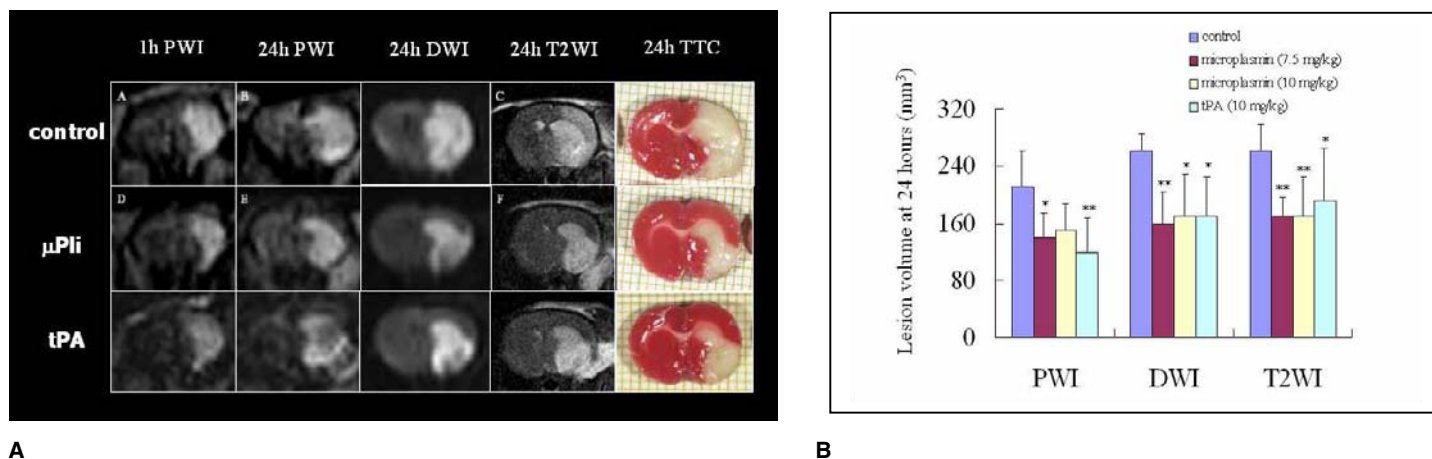 1h PWI 24h PWI 24h DWI 24h T2WI 24h TTC
control
A B C
μPli
D E F
tPA
A
control
microplasmin (7.5 mg/kg)
microplasmin (10 mg/kg)
tPA (10 mg/kg)
Lesion volume at 24 hours (mm³)
320
240
160
80
0
* ** ** * * ** ** *
PWI DWI T2WI
B